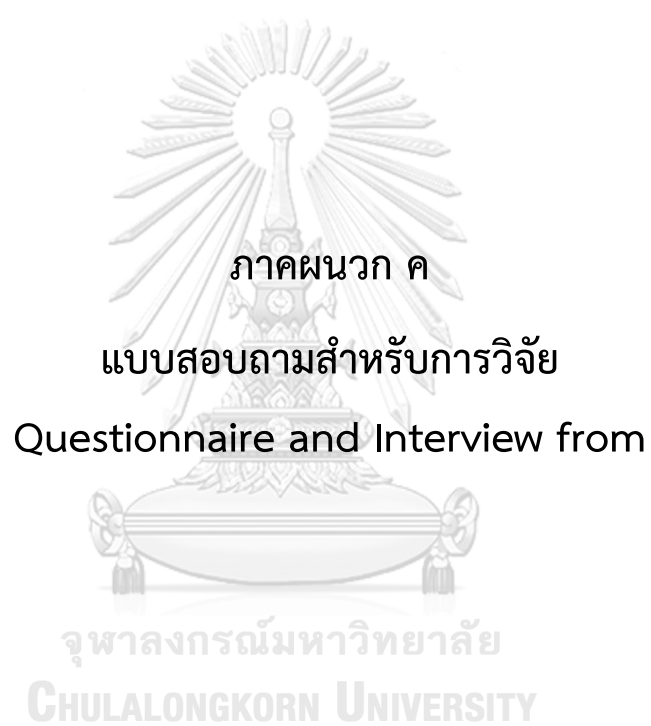 ภาคผนวก ค
แบบสอบถามสำหรับการวิจัย
Questionnaire and Interview from
จุฬาลงกรณ์มหาวิทยาลัย
CHULALONGKORN UNIVERSITY